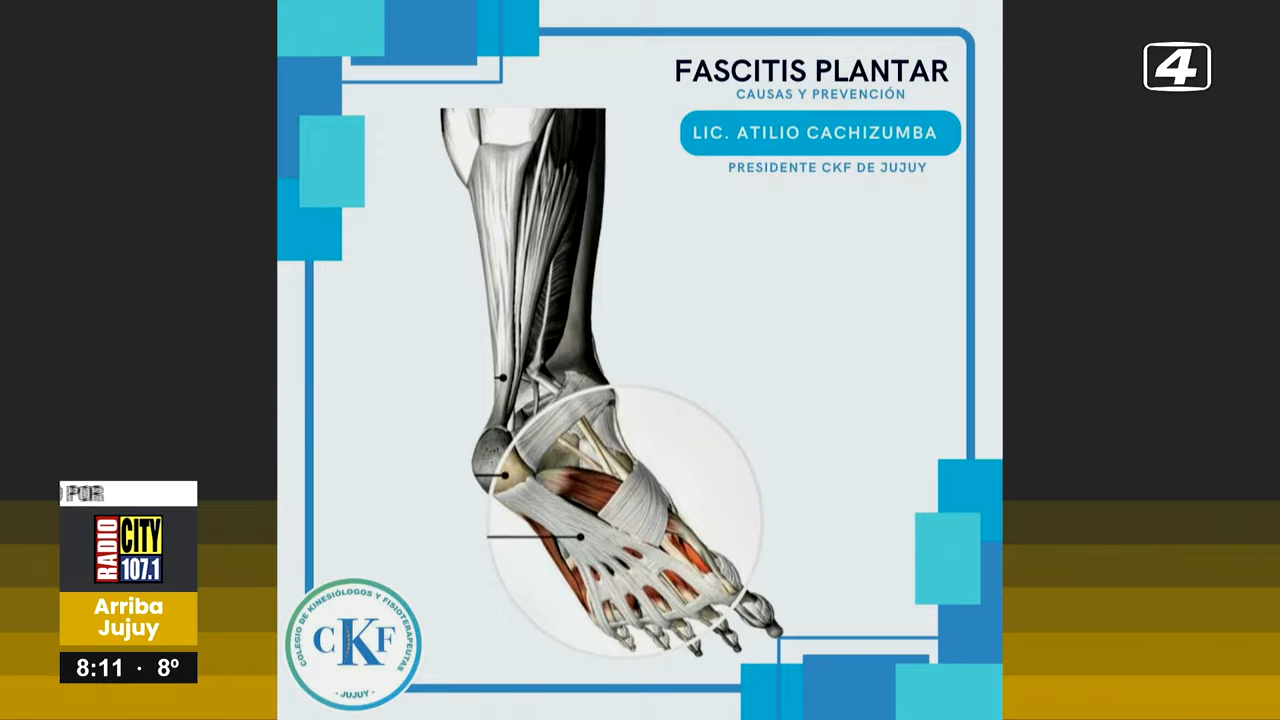 FASCITIS PLANTAR
CAUSAS Y PREVENCIÓN
LIC. ATILIO CACHIZUMBA
PRESIDENTE CKF DE JUJUY
4
POR
RADIO CITY
107.1
Arriba
Jujuy
8:11 · 8º
COLEGIO DE KINESIÓLOGOS Y FISIOTERAPEUTAS
CKF
· JUJUY ·